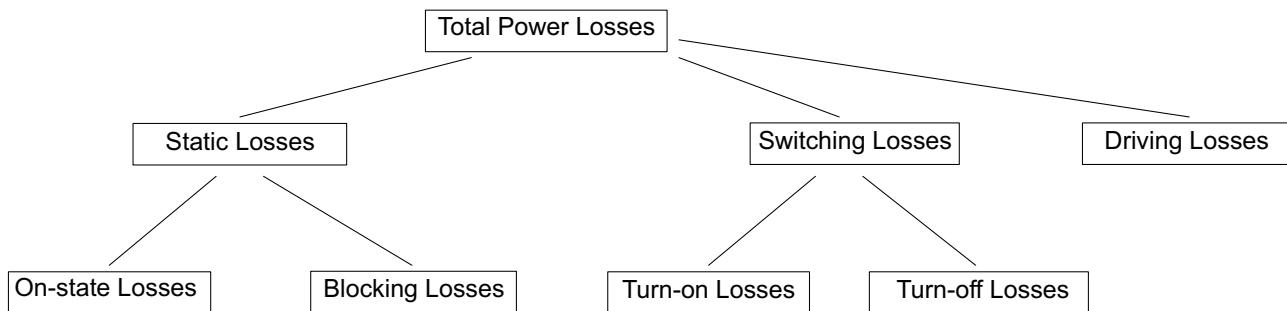 Total Power Losses
Static Losses
Switching Losses
Driving Losses
On-state Losses
Blocking Losses
Turn-on Losses
Turn-off Losses